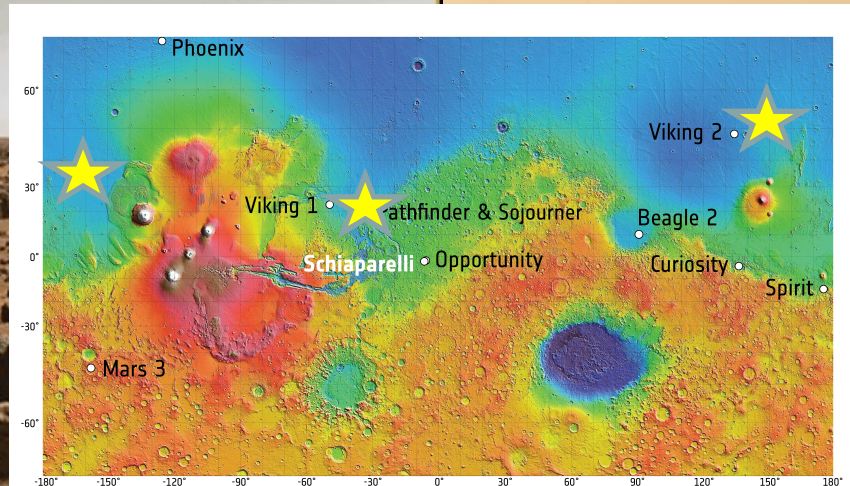 Phoenix
60°
Viking 2
30°
Viking 1
athfinder & Sojourner
Beagle 2
0°
Schiaparelli
Opportunity
Curiosity
Spirit
-30°
Mars 3
-60°
-180°
-150°
-120°
-90°
-60°
-30°
0°
30°
60°
90°
120°
150°
180°